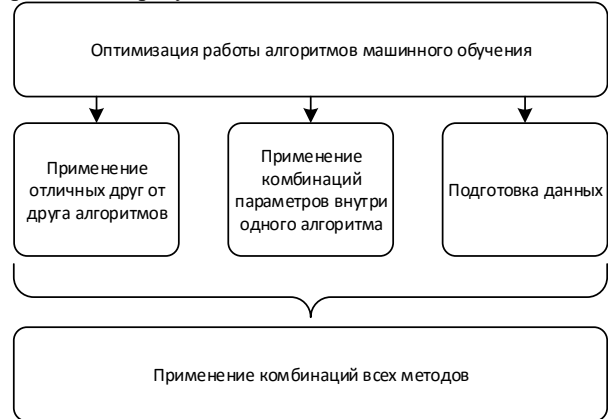 Оптимизация работы алгоритмов машинного обучения
Применение
отличных друг от
друга алгоритмов
Применение
комбинаций
параметров внутри
одного алгоритма
Подготовка данных
Применение комбинаций всех методов